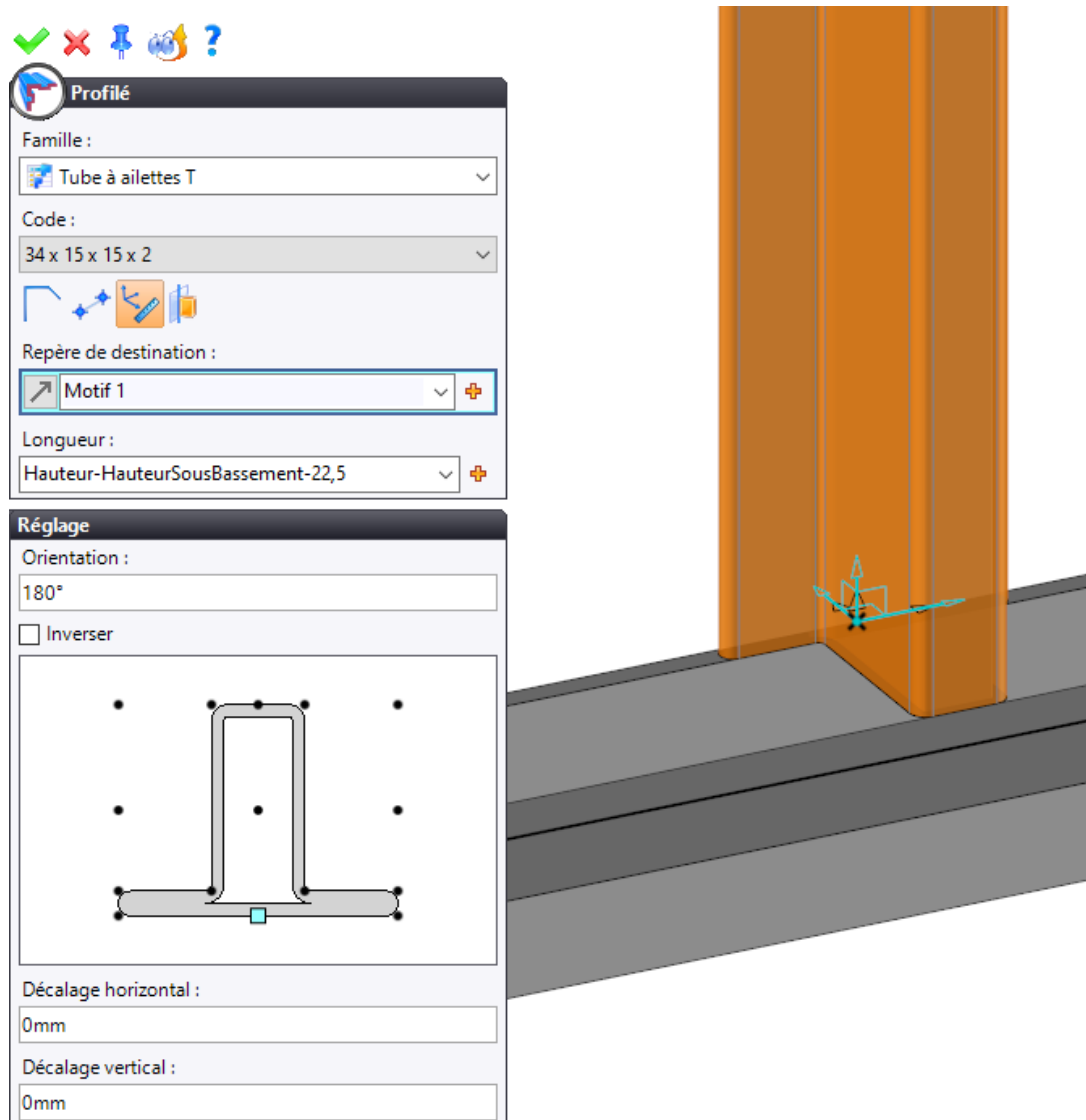 ?
Profilé
Famille :
Tube à ailettes T
Code :
34 x 15 x 15 x 2
Repère de destination :
Motif 1
Longueur :
Hauteur-HauteurSousBassement-22,5
Réglage
Orientation :
180°
Inverser
Décalage horizontal :
0mm
Décalage vertical :
0mm